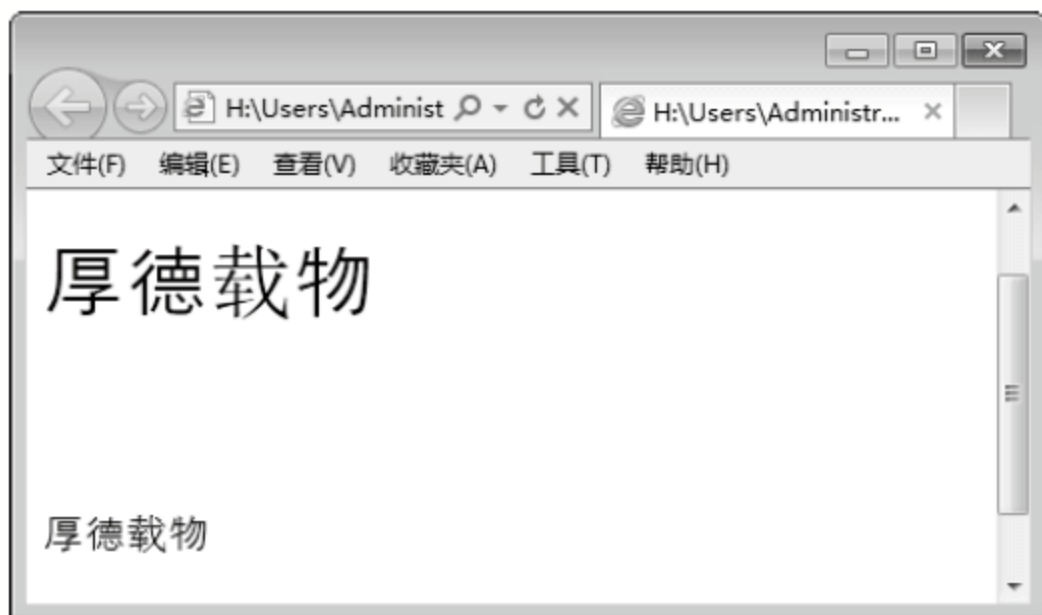 H:\Users\Administ
H:\Users\Administr...
文件(F) 编辑(E) 查看(V) 收藏夹(A) 工具(T) 帮助(H)
厚德载物
厚德载物